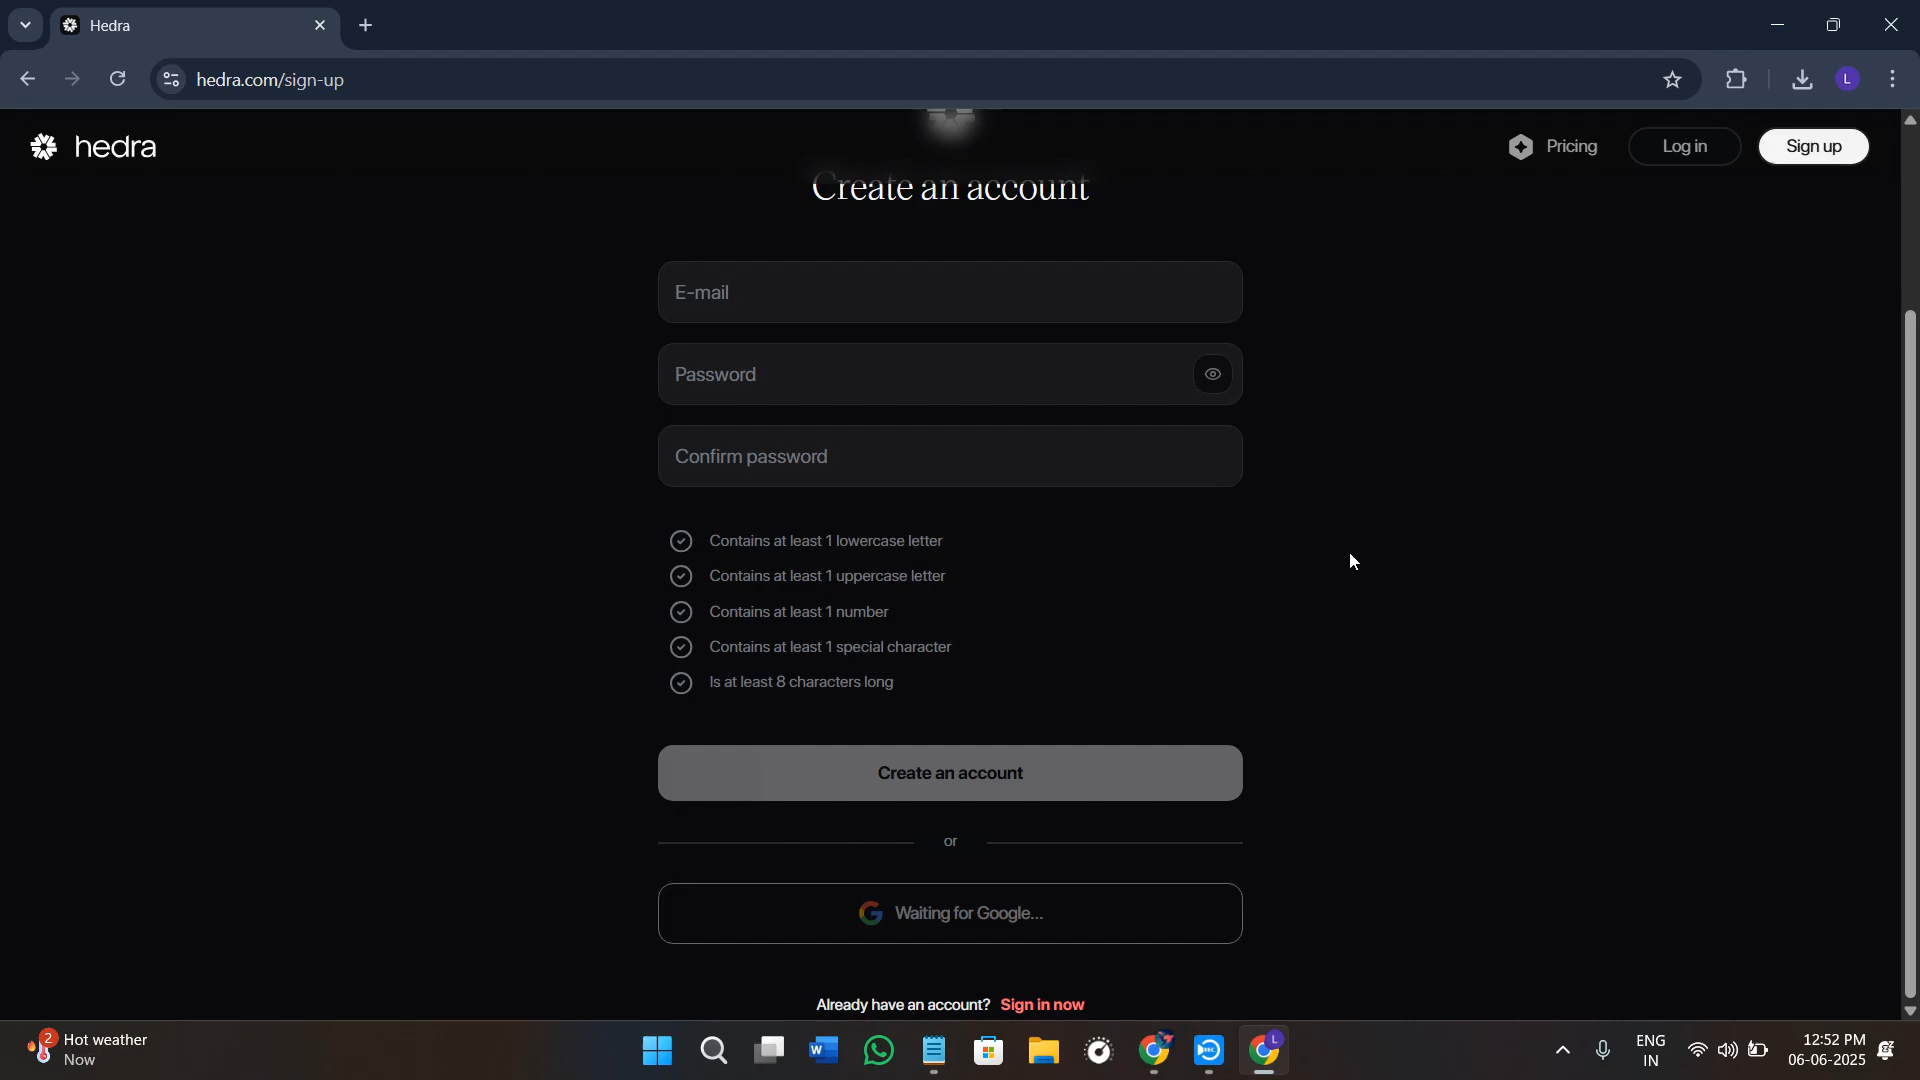 Hedra
hedra.com/sign-up
L
hedra
Pricing
Log in
Sign up
Create an account
E-mail
Password
Confirm password
Contains at least 1 lowercase letter
Contains at least 1 uppercase letter
Contains at least 1 number
Contains at least 1 special character
Is at least 8 characters long
Create an account
or
Waiting for Google...
Already have an account? Sign in now
2
Hot weather
Now
W
L
ENG
IN
12:52 PM
06-06-2025